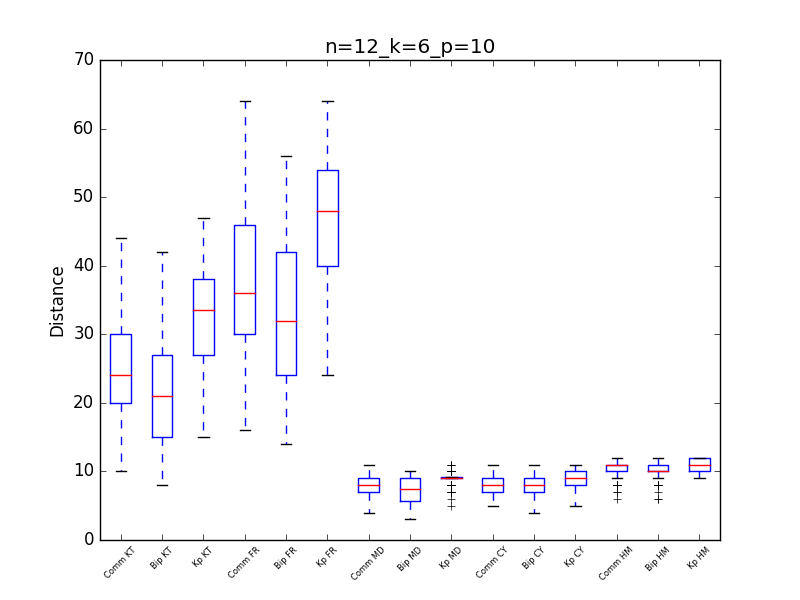 n=12_k=6_p=10
70
60
50
40
30
20
10
0
Distance
Comm KT
Bip KT
Kp KT
Comm FR
Bip FR
Kp FR
Comm MD
Bip MD
Kp MD
Comm CY
Bip CY
Kp CY
Comm HM
Bip HM
Kp HM